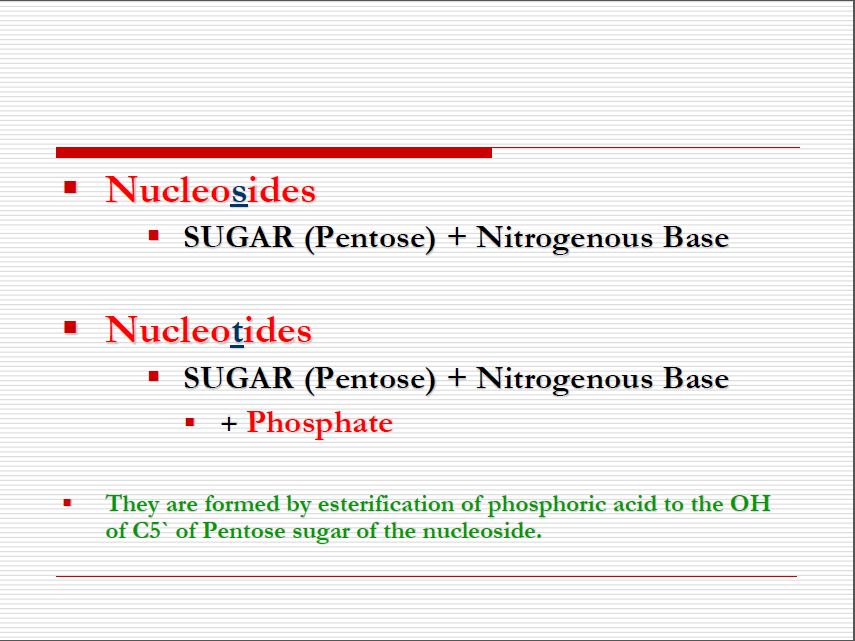 Nucleosides
SUGAR (Pentose) + Nitrogenous Base
Nucleotides
SUGAR (Pentose) + Nitrogenous Base
+ Phosphate
They are formed by esterification of phosphoric acid to the OH
of C5` of Pentose sugar of the nucleoside.